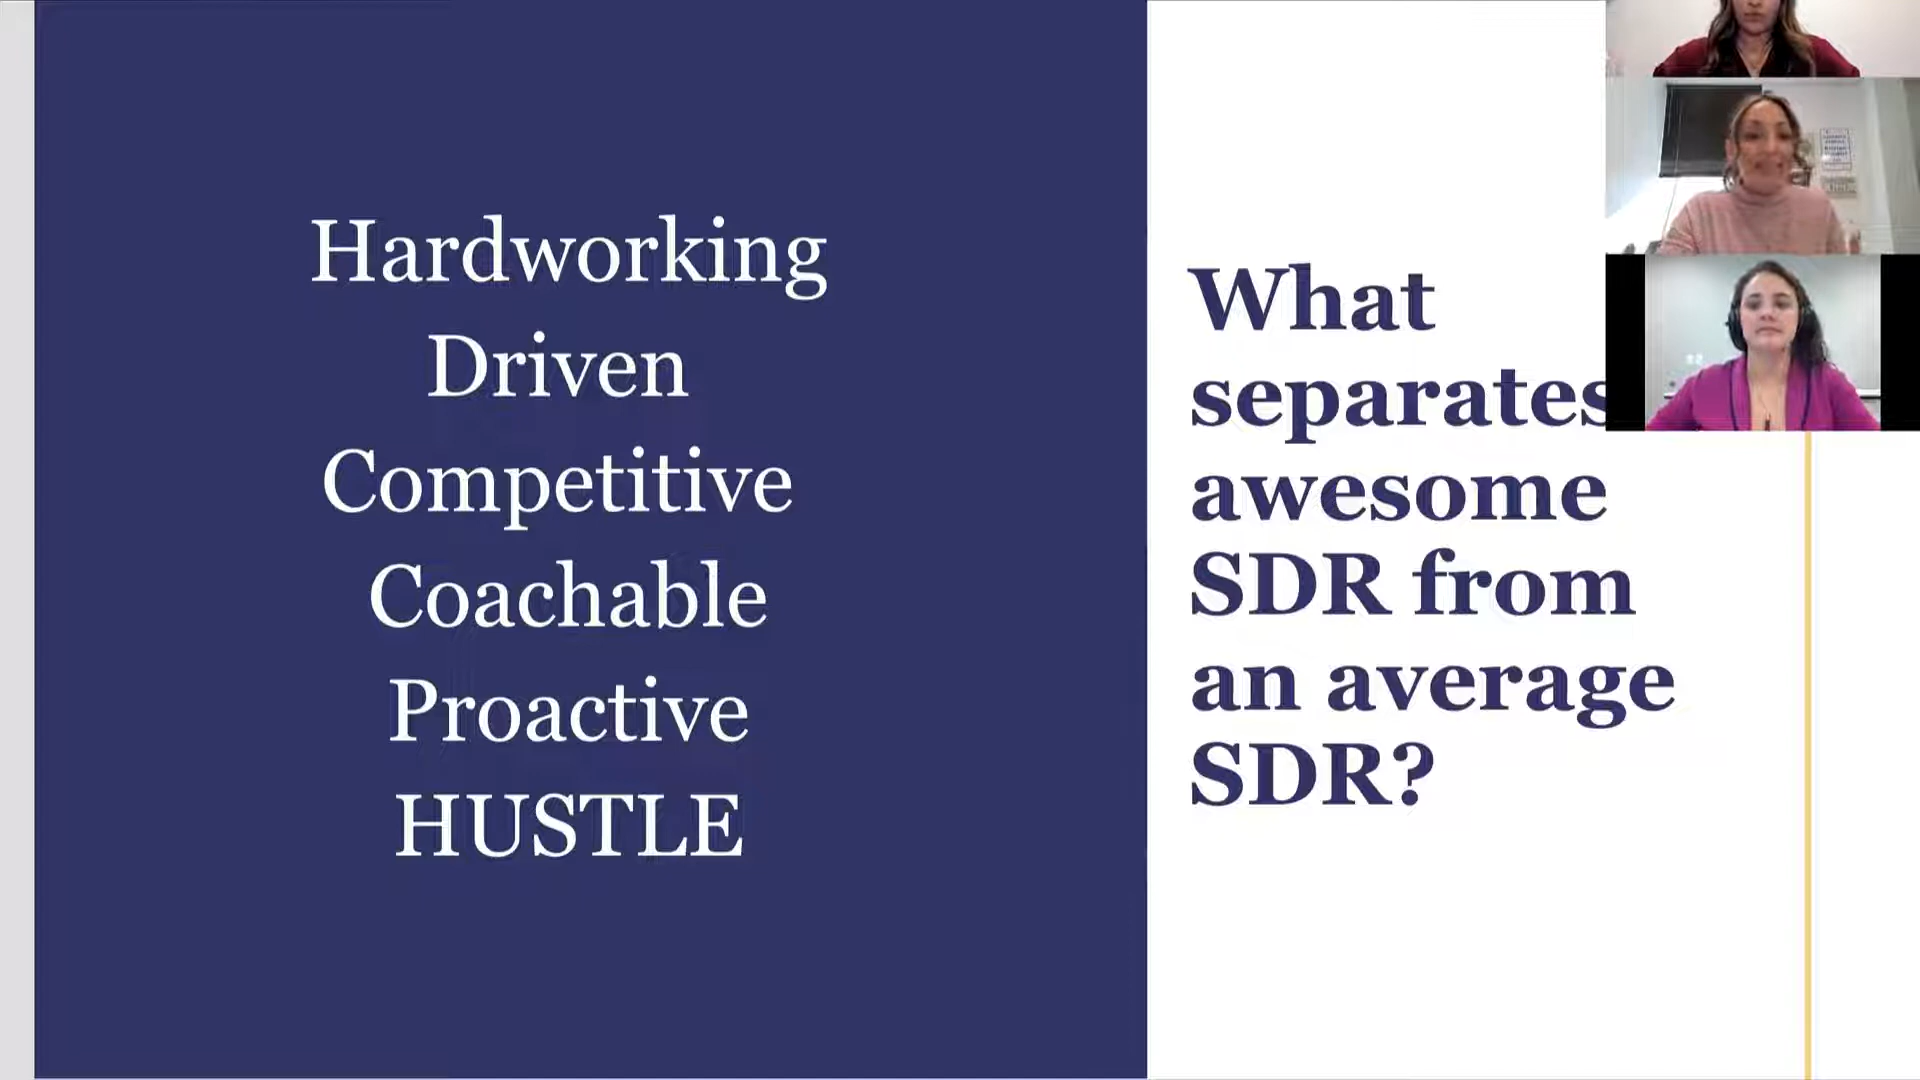 Hardworking
Driven
Competitive
Coachable
Proactive
HUSTLE
What
separates
awesome
SDR from
an average
SDR?